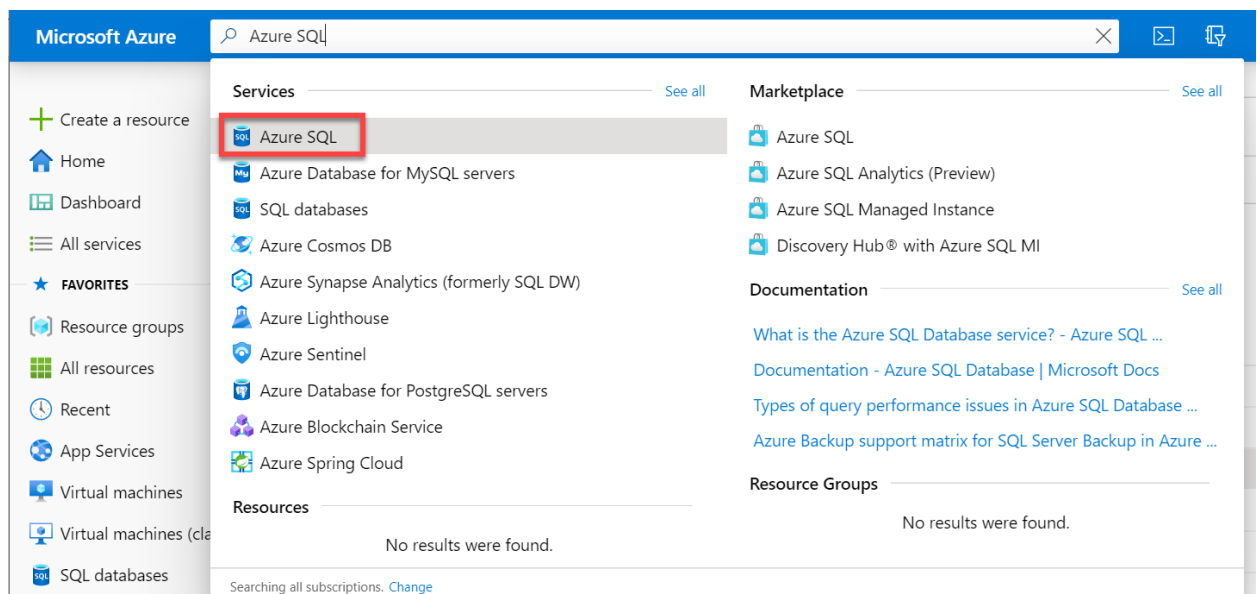 Microsoft Azure
Azure SQL
Create a resource
Home
Dashboard
All services
FAVORITES
Resource groups
All resources
Recent
App Services
Virtual machines
Virtual machines (cla
SQL databases
Services
See all
Azure SQL
Azure Database for MySQL servers
SQL databases
Azure Cosmos DB
Azure Synapse Analytics (formerly SQL DW)
Azure Lighthouse
Azure Sentinel
Azure Database for PostgreSQL servers
Azure Blockchain Service
Azure Spring Cloud
Resources
No results were found.
Marketplace
See all
Azure SQL
Azure SQL Analytics (Preview)
Azure SQL Managed Instance
Discovery Hub® with Azure SQL MI
Documentation
See all
What is the Azure SQL Database service? - Azure SQL ...
Documentation - Azure SQL Database | Microsoft Docs
Types of query performance issues in Azure SQL Database ...
Azure Backup support matrix for SQL Server Backup in Azure ...
Resource Groups
No results were found.
Searching all subscriptions. Change